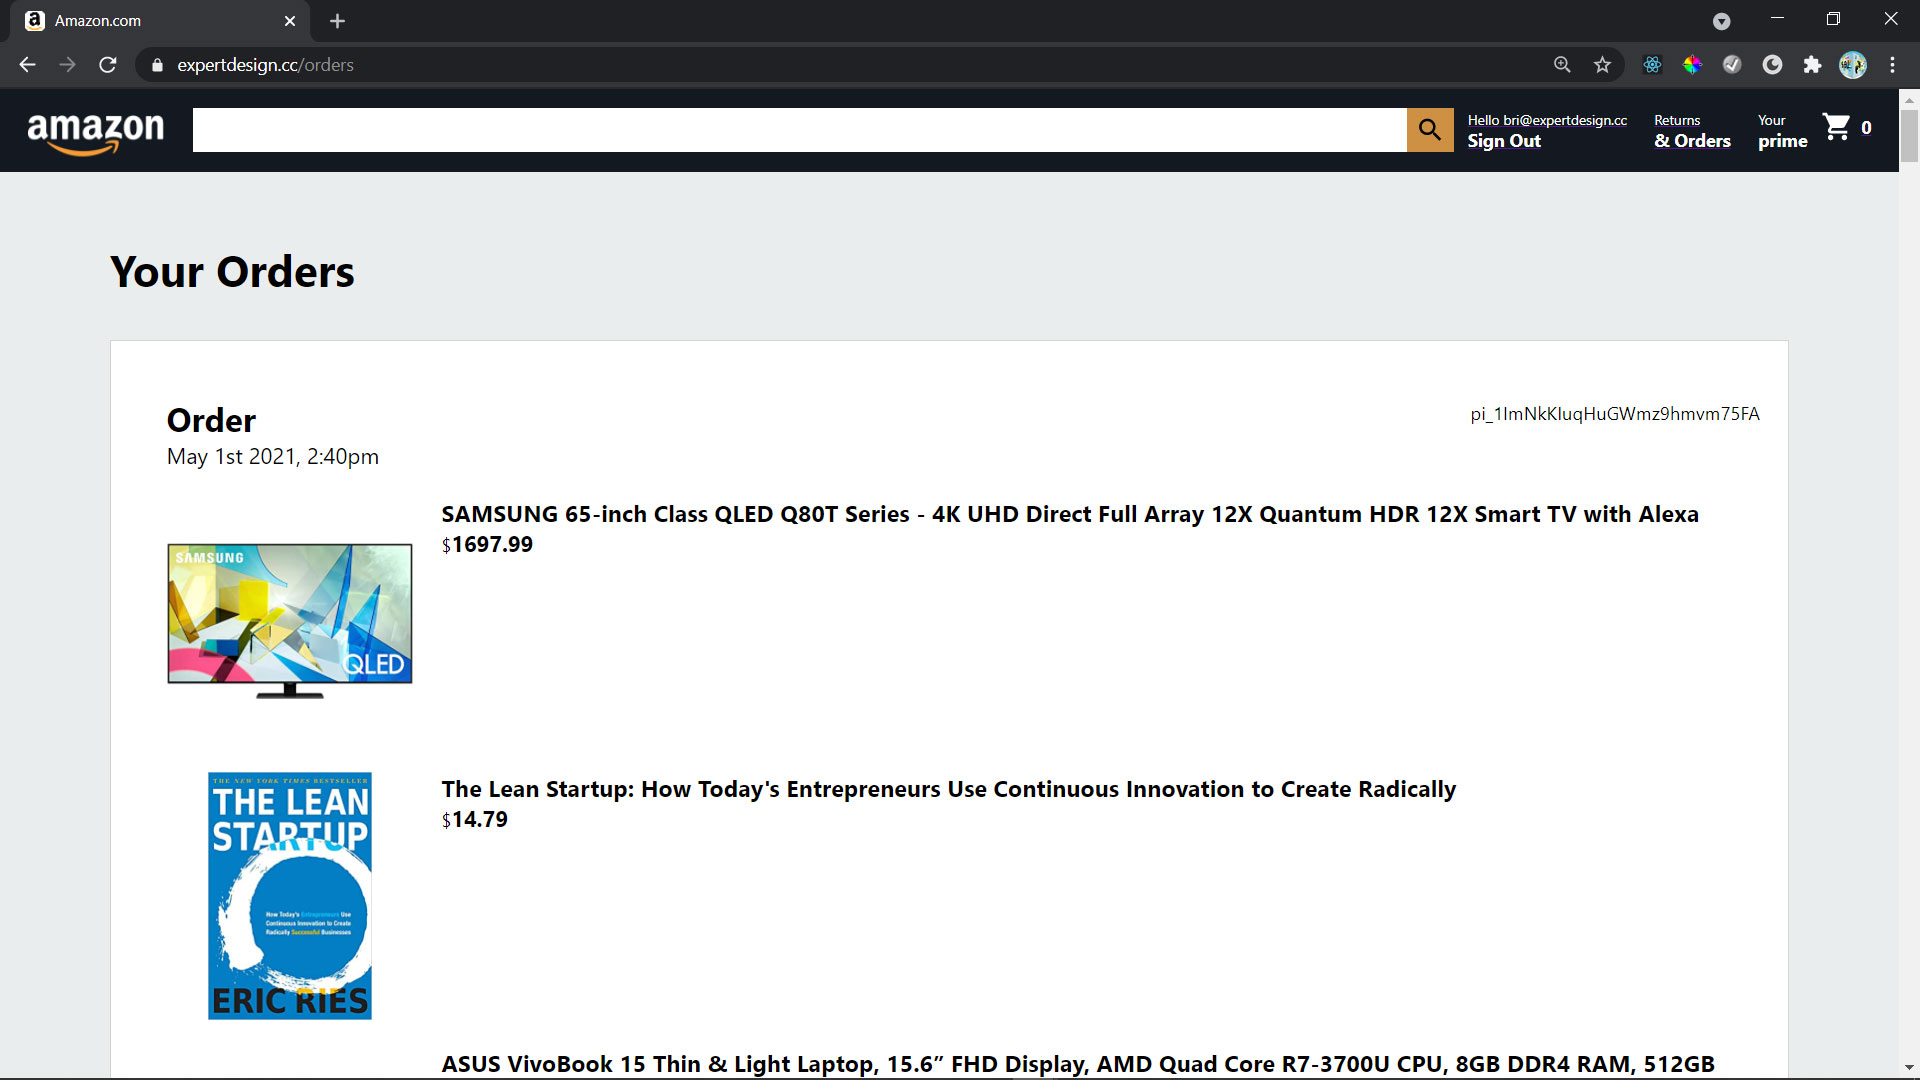 Amazon.com
expertdesign.cc/orders
amazon
Hello bri@expertdesign.cc
Sign Out
Returns
& Orders
Your
prime
0
Your Orders
Order
pi_1ImNkKIuqHuGWmz9hmvm75FA
May 1st 2021, 2:40pm
SAMSUNG 65-inch Class QLED Q80T Series - 4K UHD Direct Full Array 12X Quantum HDR 12X Smart TV with Alexa
$1697.99
SAMSUNG
QLED
The Lean Startup: How Today's Entrepreneurs Use Continuous Innovation to Create Radically
$14.79
THE NEW YORK TIMES BESTSELLER
THE LEAN
STARTUP
How Today's Entrepreneurs Use
Continuous Innovation to Create
Radically Successful Businesses
ERIC RIES
ASUS VivoBook 15 Thin & Light Laptop, 15.6” FHD Display, AMD Quad Core R7-3700U CPU, 8GB DDR4 RAM, 512GB